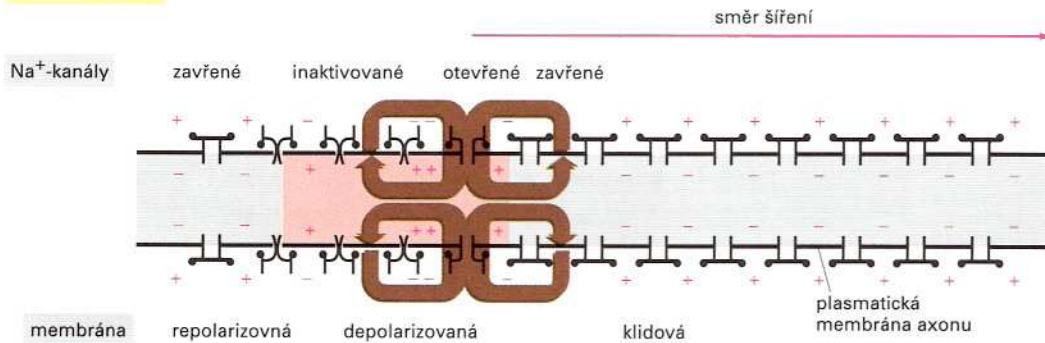 směr šíření
Na⁺-kanály zavřené inaktivované otevřené zavřené
membrána repolarizovná depolarizovaná klidová
plasmatická
membrána axonu